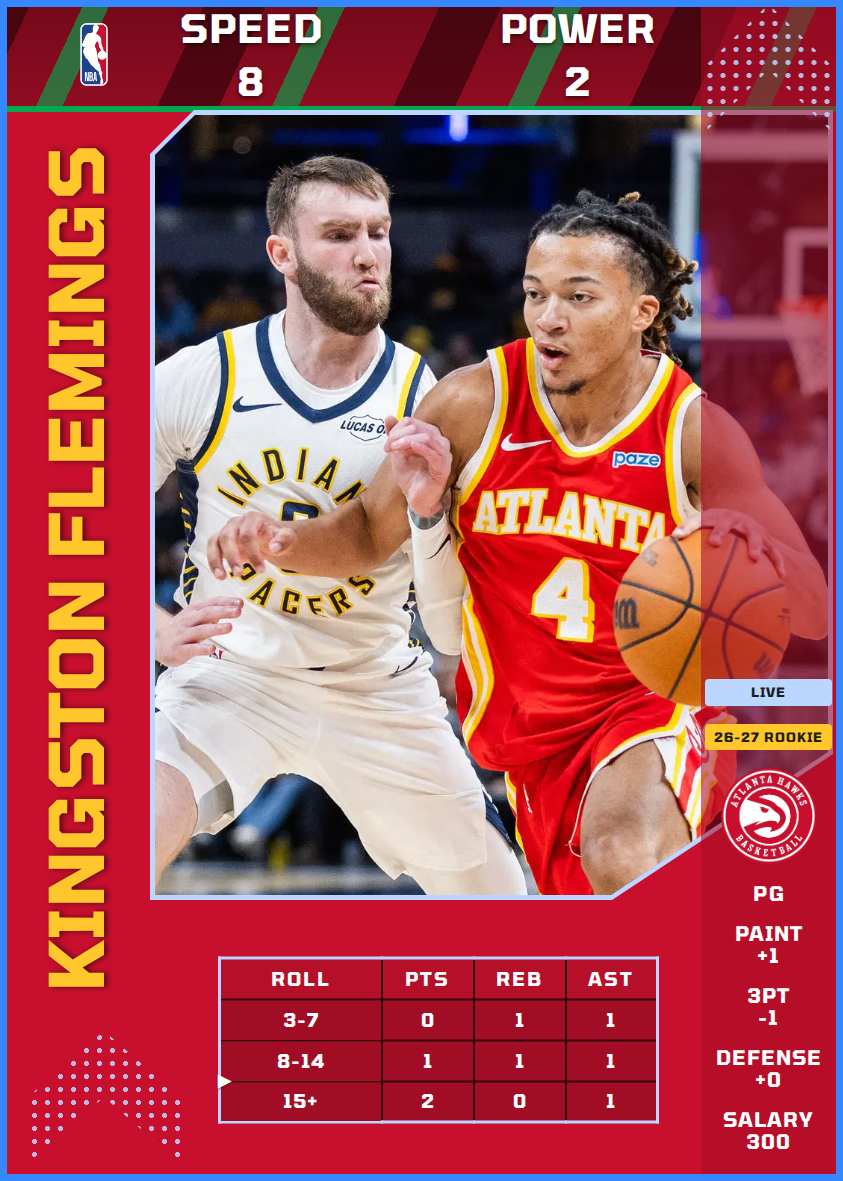 SPEED
8
POWER
2
NBA
KINGSTON FLEMINGS
LUCAS O
INDIAN
PACERS
paze
ATLANTA
4
LIVE
26-27 ROOKIE
ATLANTA HAWKS
BASKETBALL
PG
PAINT
+1
3PT
-1
DEFENSE
+0
SALARY
300
ROLL PTS REB AST
3-7 0 1 1
8-14 1 1 1
15+ 2 0 1